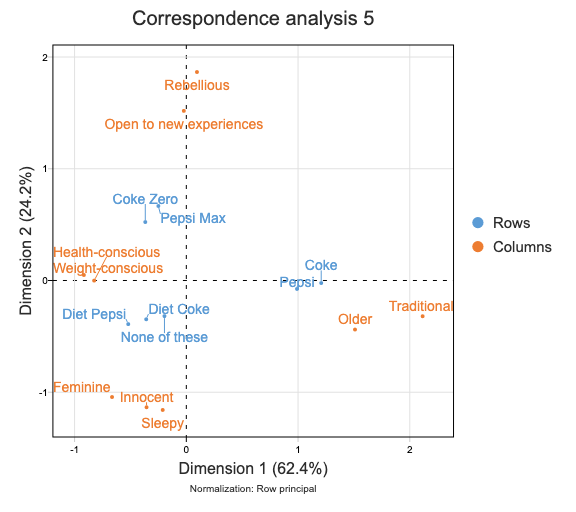 Correspondence analysis 5
2
Rebellious
Open to new experiences
1
Coke Zero
Pepsi Max
Rows
Columns
Health-conscious
Weight-conscious
Coke
Pepsi
0
Traditional
Diet Pepsi
Diet Coke
Older
None of these
Feminine
-1
Innocent
Sleepy
-1 0 1 2
Dimension 2 (24.2%)
Dimension 1 (62.4%)
Normalization: Row principal